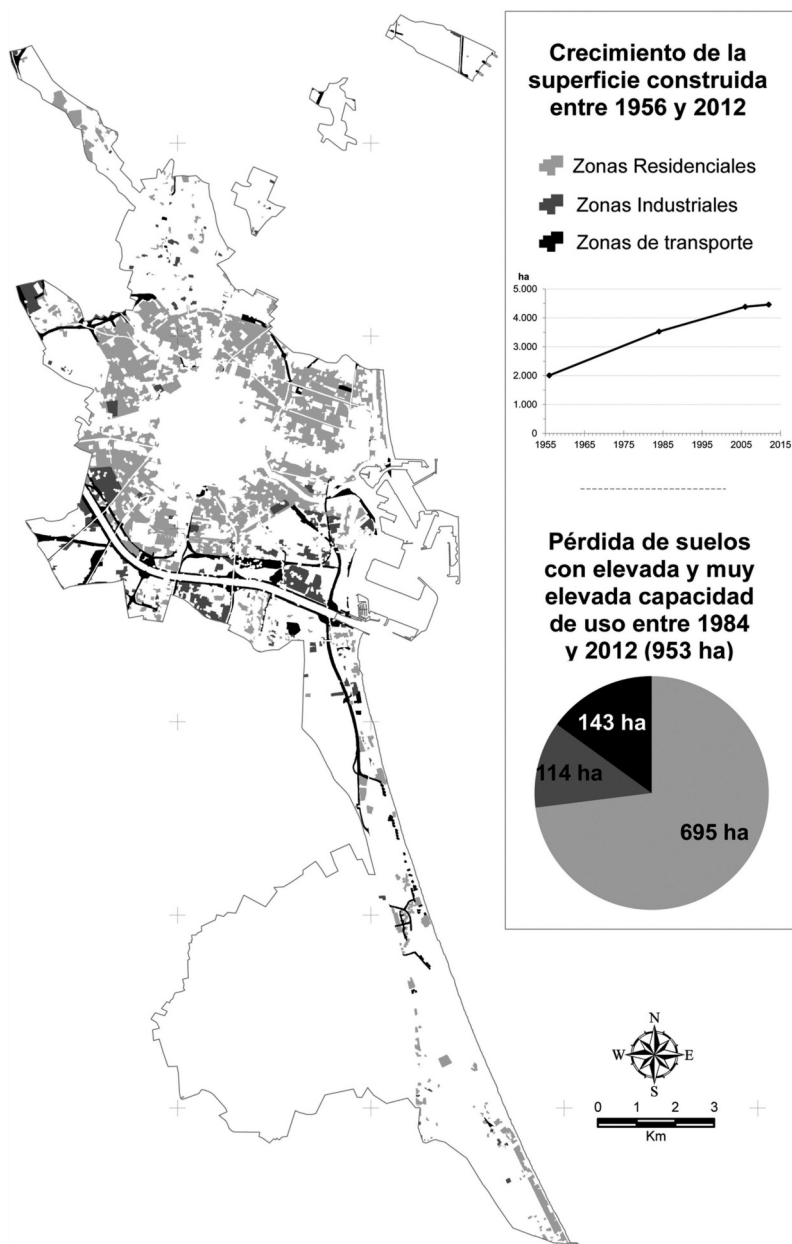 Crecimiento de la
superficie construida
entre 1956 y 2012
Zonas Residenciales
Zonas Industriales
Zonas de transporte
ha
5.000
4.000
3.000
2.000
1.000
0
1955 1965 1975 1985 1995 2005 2015
Pérdida de suelos
con elevada y muy
elevada capacidad
de uso entre 1984
y 2012 (953 ha)
143 ha
114 ha
695 ha
N
W E
S
0 1 2 3
Km